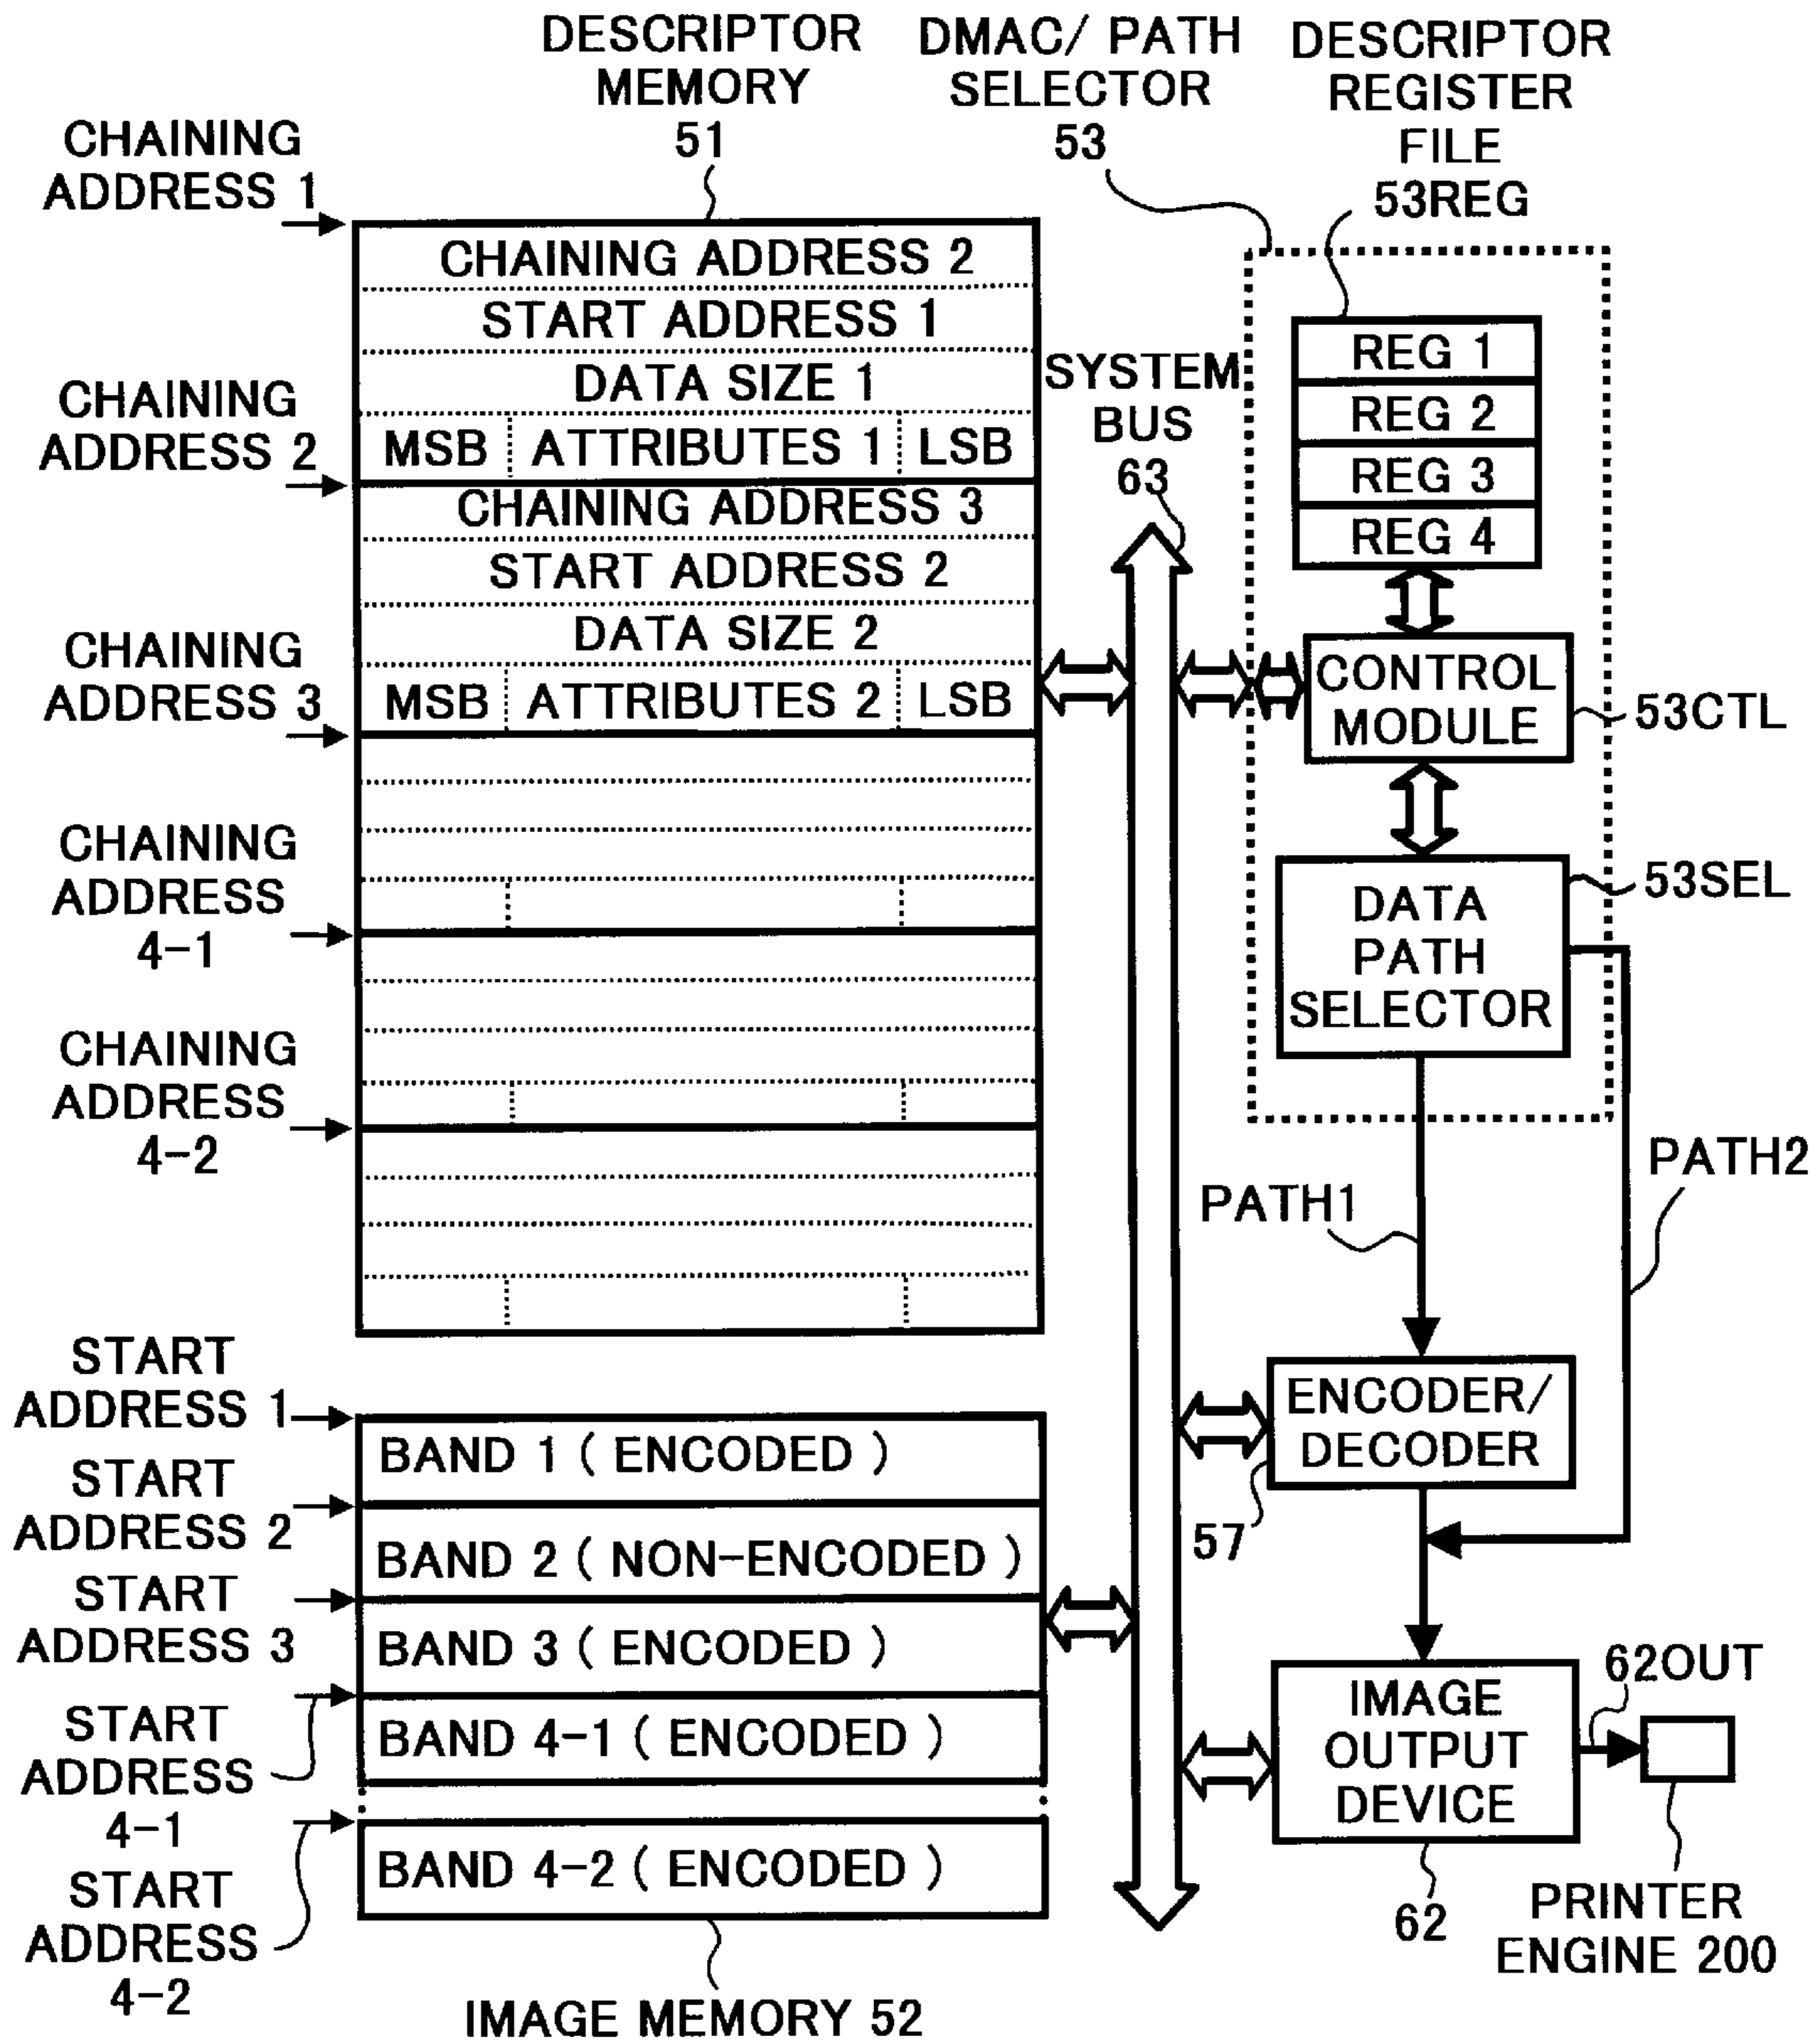 DESCRIPTOR
MEMORY
51
DMAC/ PATH
SELECTOR
53
DESCRIPTOR
REGISTER
FILE
53REG
CHAINING
ADDRESS 1
CHAINING ADDRESS 2
START ADDRESS 1
DATA SIZE 1
MSB ATTRIBUTES 1 LSB
CHAINING
ADDRESS 2
CHAINING ADDRESS 3
START ADDRESS 2
DATA SIZE 2
MSB ATTRIBUTES 2 LSB
CHAINING
ADDRESS 3
CHAINING
ADDRESS
4-1
CHAINING
ADDRESS
4-2
SYSTEM
BUS
63
REG 1
REG 2
REG 3
REG 4
CONTROL
MODULE
53CTL
DATA
PATH
SELECTOR
53SEL
PATH1
PATH2
ENCODER/
DECODER
57
START
ADDRESS 1
START
ADDRESS 2
START
ADDRESS 3
START
ADDRESS
4-1
START
ADDRESS
4-2
BAND 1 ( ENCODED )
BAND 2 ( NON-ENCODED )
BAND 3 ( ENCODED )
BAND 4-1 ( ENCODED )
BAND 4-2 ( ENCODED )
IMAGE MEMORY 52
IMAGE
OUTPUT
DEVICE
62
62OUT
PRINTER
ENGINE 200